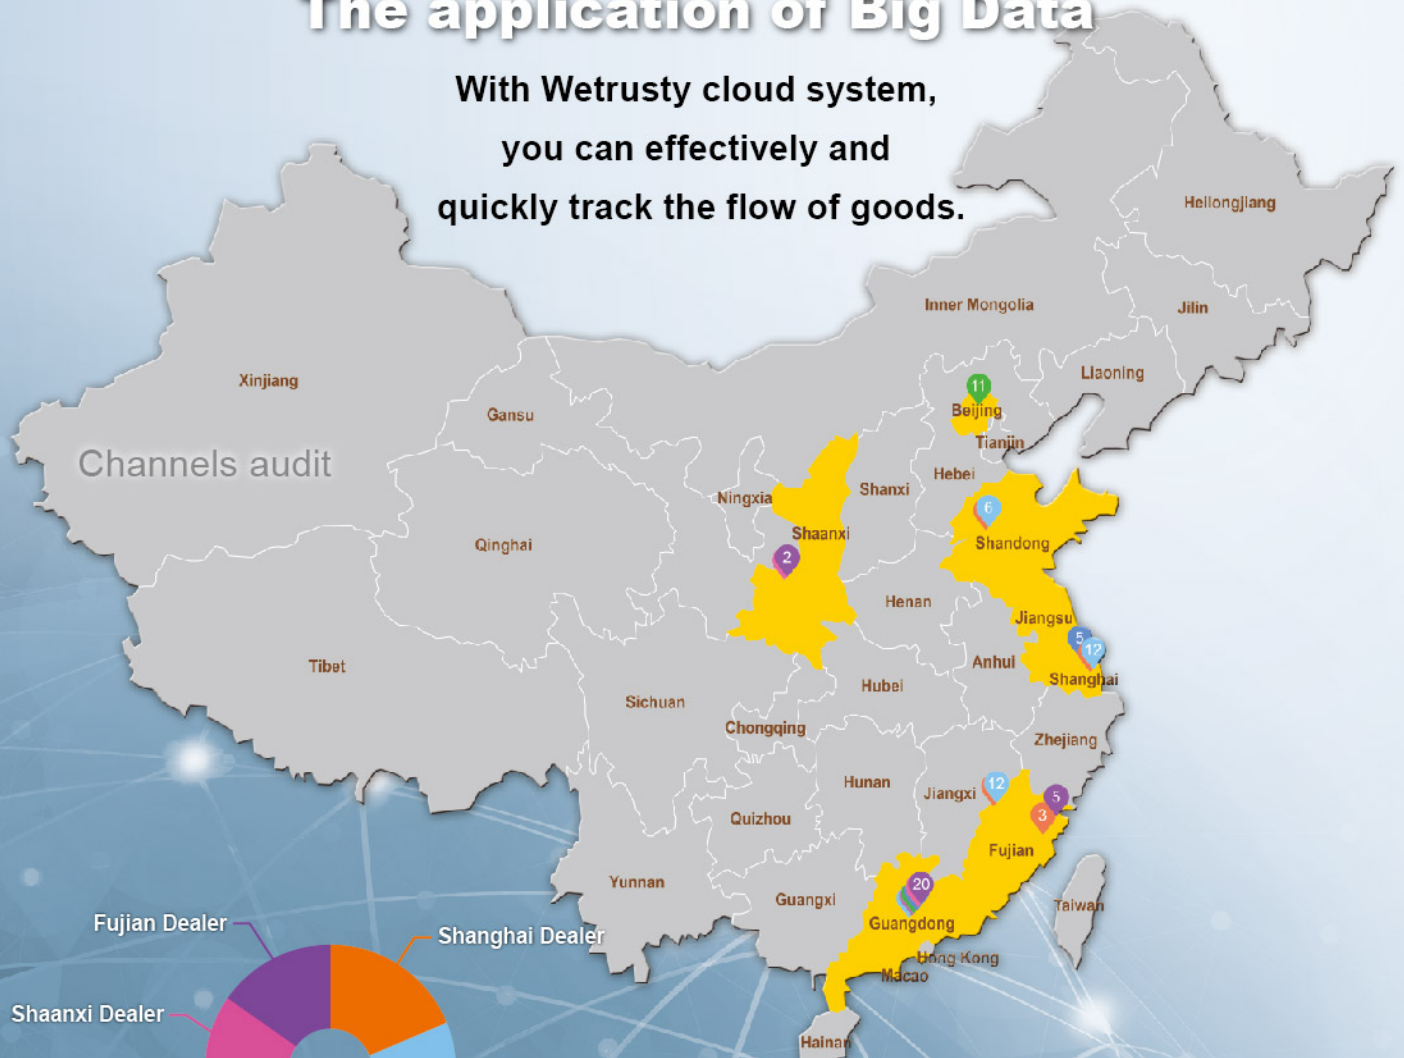 The application of Big Data
With Wetrusty cloud system,
you can effectively and
quickly track the flow of goods.
Heilongjiang
Inner Mongolia
Jilin
Xinjiang
Liaoning
11
Gansu
Beijing
Tianjin
Channels audit
Hebei
Shanxi
Ningxia
6
Shaanxi
Qinghai
Shandong
2
Henan
Jiangsu
5
12
Anhui
Tibet
Shanghai
Hubei
Sichuan
Chongqing
Zhejiang
Hunan
12
Jiangxi
5
3
Quizhou
Fujian
Yunnan
20
Guangxi
Taiwan
Guangdong
Fujian Dealer
Shanghai Dealer
Hong Kong
Macao
Shaanxi Dealer
Hainan